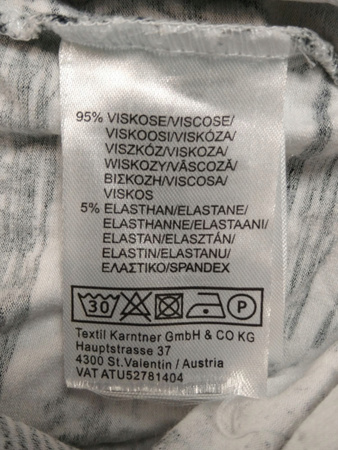 95% VISKOSE/VISCOSE/
VISKOOSI/VISKÓZA/
VISZKÓZ/VISKOZA/
WISKOZY/VÂSCOZĂ/
ΒΙΣΚΟΖΗ/VISCOSA/
VISKOS
5% ELASTHAN/ELASTANE/
ELASTHANNE/ELASTAANI/
ELASTAN/ELASZTÁN/
ELASTIN/ELASTANU/
ΕΛΑΣΤΙΚΟ/SPANDEX
30 P
Textil Karntner GmbH & CO KG
Hauptstrasse 37
4300 St.Valentin / Austria
VAT ATU52781404